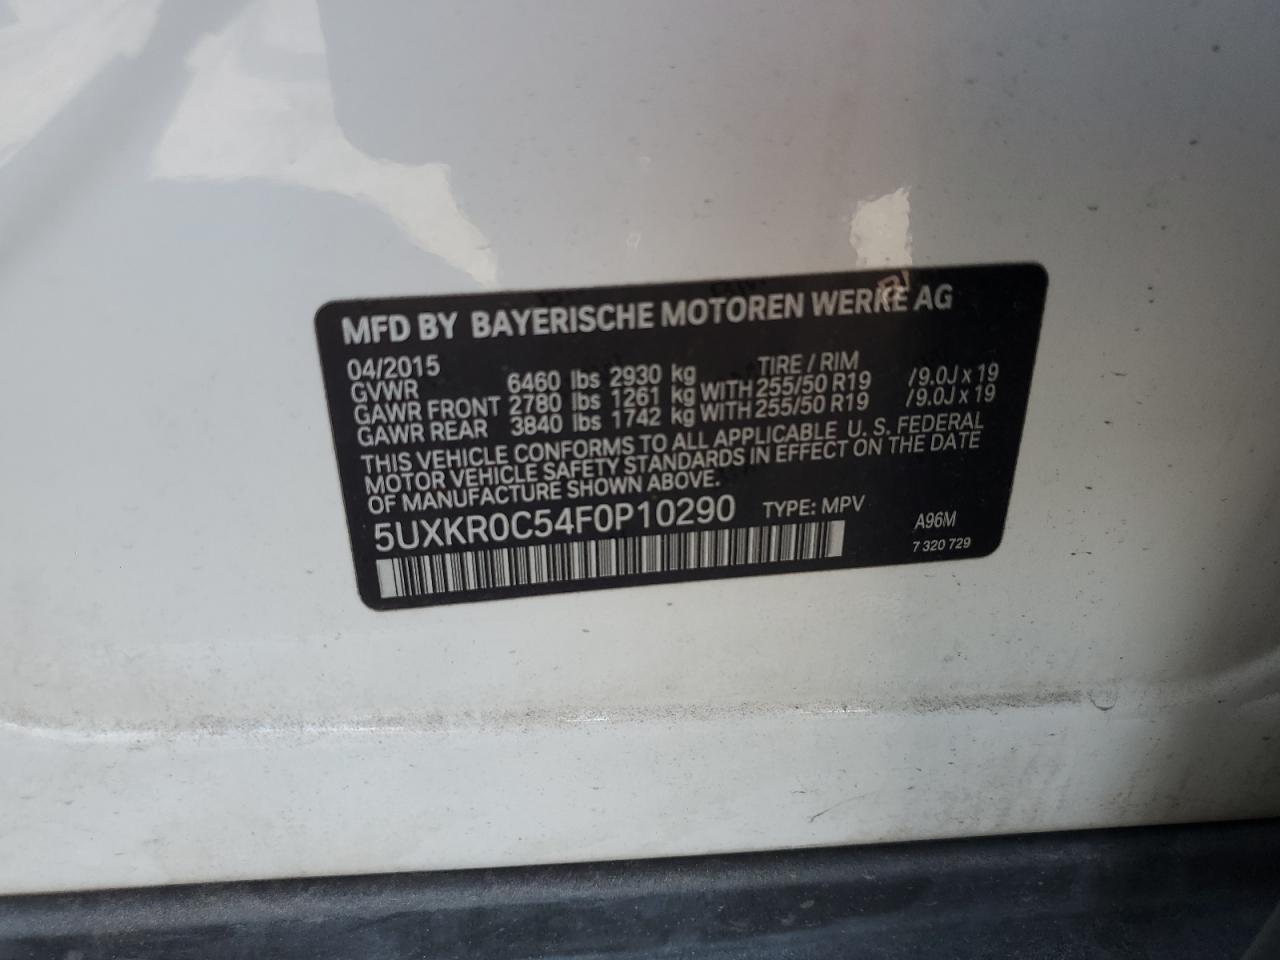 MFD BY BAYERISCHE MOTOREN WERKE AG
04/2015 TIRE / RIM
GVWR 6460 lbs 2930 kg
GAWR FRONT 2780 lbs 1261 kg WITH 255/50 R19 /9.0J x 19
GAWR REAR 3840 lbs 1742 kg WITH 255/50 R19 /9.0J x 19
THIS VEHICLE CONFORMS TO ALL APPLICABLE U. S. FEDERAL
MOTOR VEHICLE SAFETY STANDARDS IN EFFECT ON THE DATE
OF MANUFACTURE SHOWN ABOVE.
5UXKR0C54F0P10290 TYPE: MPV
A96M
7 320 729